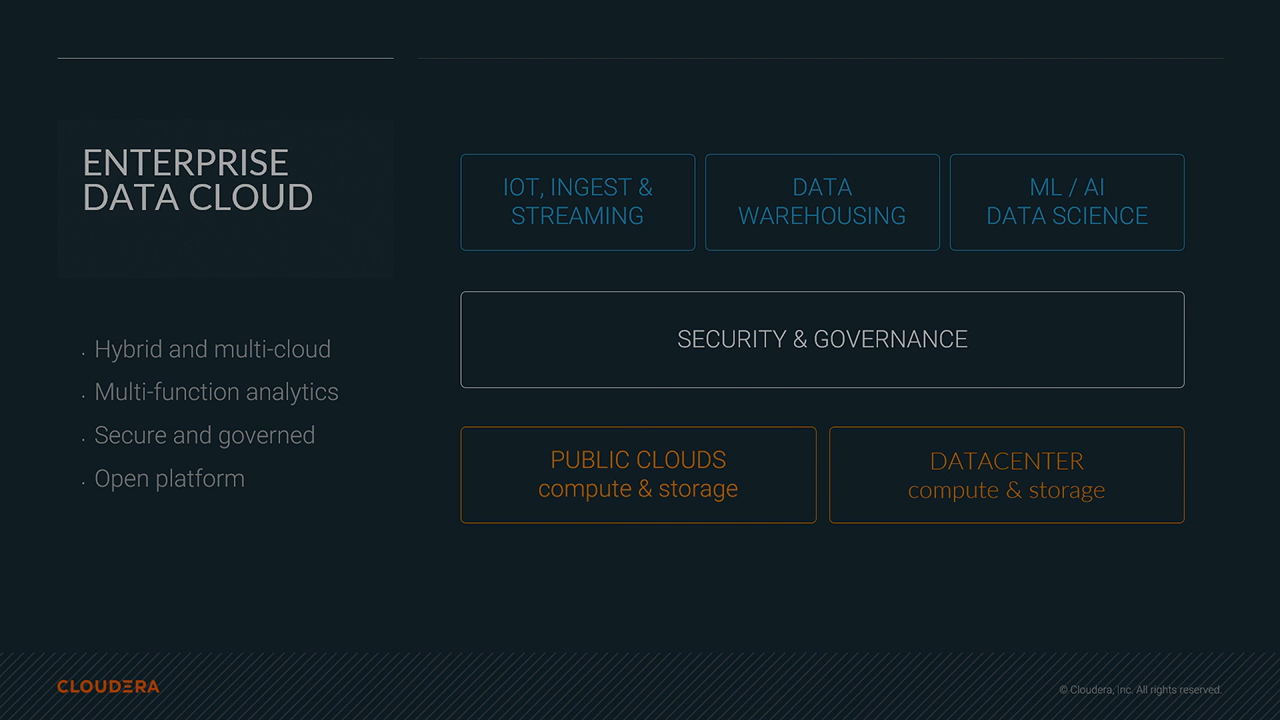 ENTERPRISE
DATA CLOUD
· Hybrid and multi-cloud
· Multi-function analytics
· Secure and governed
· Open platform
IOT, INGEST &
STREAMING
DATA
WAREHOUSING
ML / AI
DATA SCIENCE
SECURITY & GOVERNANCE
PUBLIC CLOUDS
compute & storage
DATACENTER
compute & storage
CLOUDERA
© Cloudera, Inc. All rights reserved.